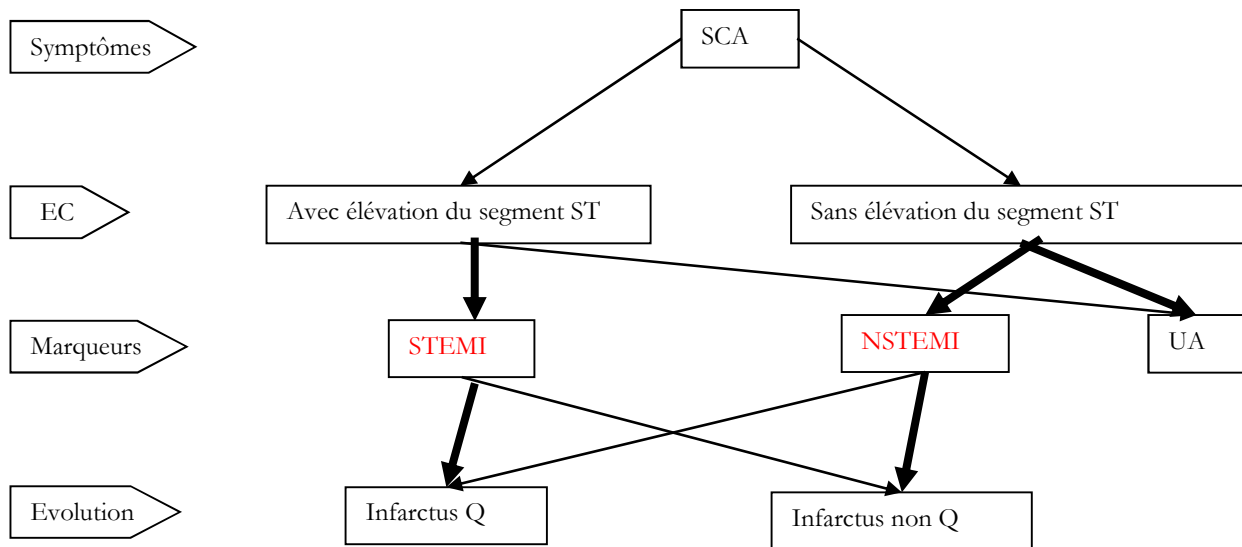 Symptômes
SCA
EC
Avec élévation du segment ST
Sans élévation du segment ST
Marqueurs
STEMI
NSTEMI
UA
Evolution
Infarctus Q
Infarctus non Q